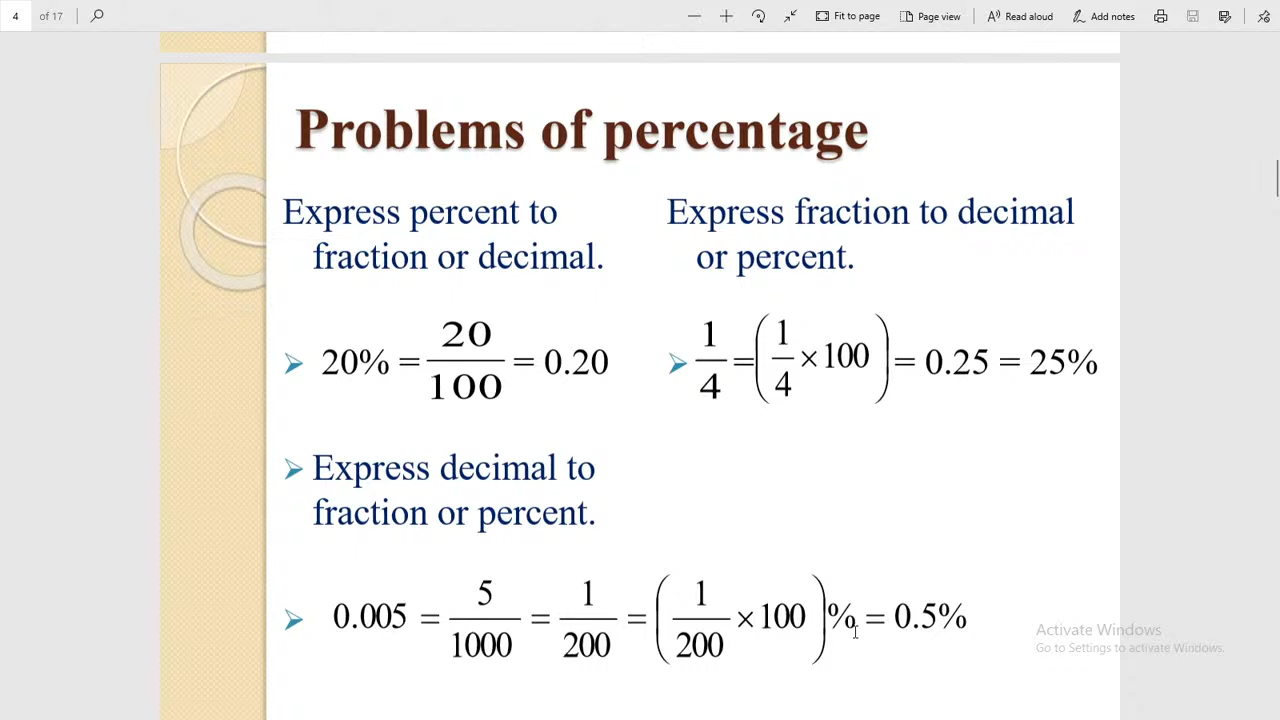 4 of 17 Fit to page Page view Read aloud Add notes
Problems of percentage
Express percent to
fraction or decimal.
Express fraction to decimal
or percent.
➢ 20% = 20/100 = 0.20
➢ 1/4 = (1/4 × 100) = 0.25 = 25%
➢ Express decimal to
fraction or percent.
➢ 0.005 = 5/1000 = 1/200 = (1/200 × 100)% = 0.5%
Activate Windows
Go to Settings to activate Windows.